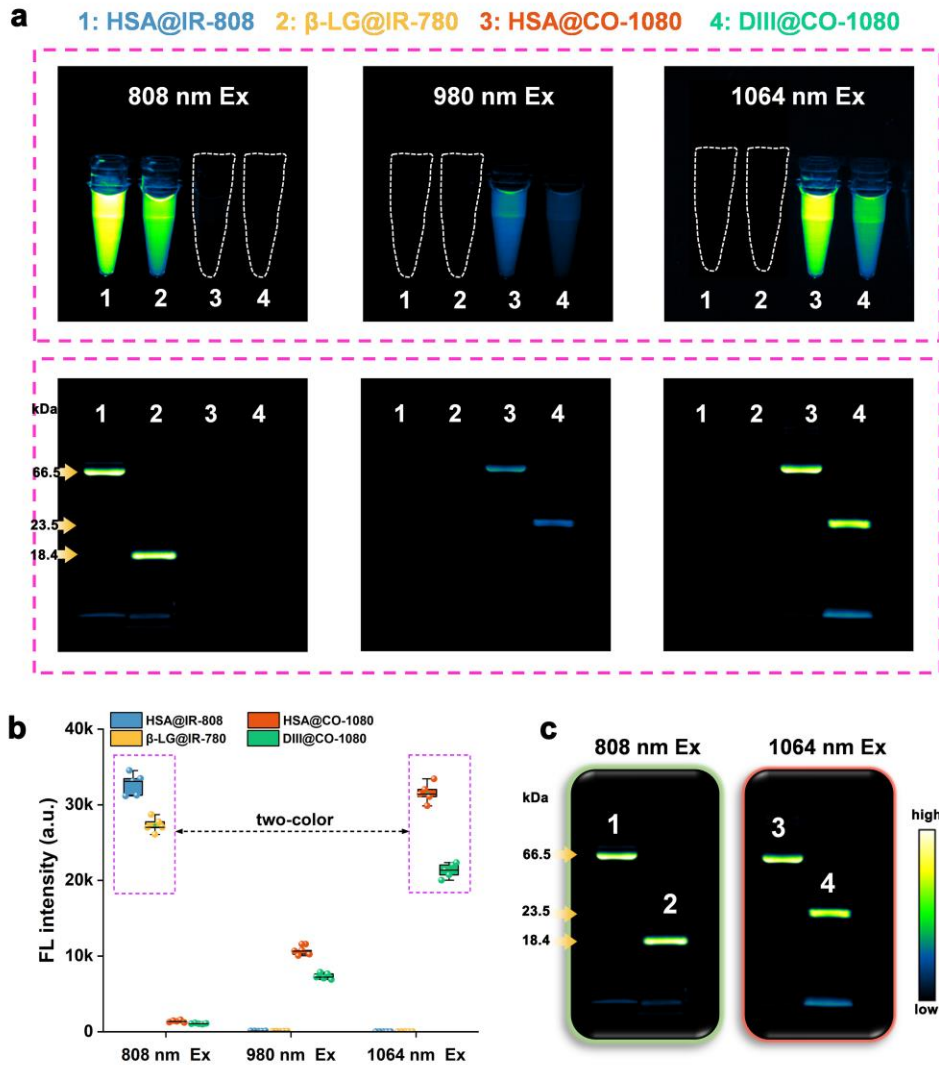 a
1: HSA@IR-808 2: β-LG@IR-780 3: HSA@CO-1080 4: DIII@CO-1080
808 nm Ex 980 nm Ex 1064 nm Ex
1 2 3 4 1 2 3 4 1 2 3 4
kDa 1 2 3 4 1 2 3 4 1 2 3 4
66.5
23.5
18.4
b
HSA@IR-808 HSA@CO-1080
β-LG@IR-780 DIII@CO-1080
FL intensity (a.u.)
40k
30k
two-color
20k
10k
0
808 nm Ex 980 nm Ex 1064 nm Ex
c
808 nm Ex 1064 nm Ex
kDa
1 3
66.5
2 4
23.5
18.4
high
low